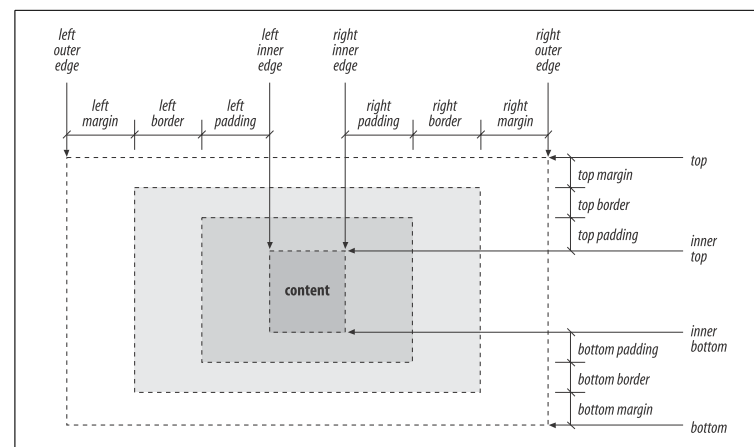 left
outer
edge
left
inner
edge
right
inner
edge
right
outer
edge
left
margin
left
border
left
padding
right
padding
right
border
right
margin
top
top margin
top border
top padding
inner
top
content
inner
bottom
bottom padding
bottom border
bottom margin
bottom